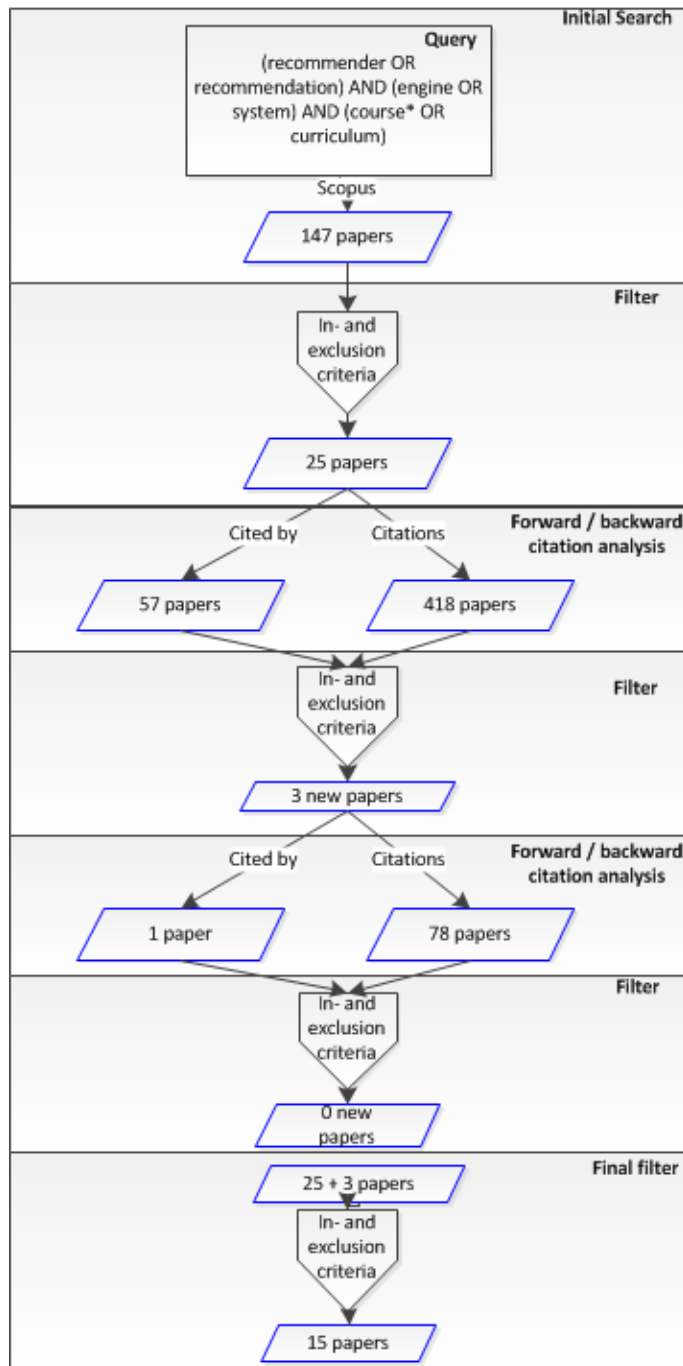 Initial Search
Query
(recommender OR
recommendation) AND (engine OR
system) AND (course* OR
curriculum)
Scopus
147 papers
Filter
In- and
exclusion
criteria
25 papers
Forward / backward
citation analysis
Cited by
Citations
57 papers
418 papers
Filter
In- and
exclusion
criteria
3 new papers
Forward / backward
citation analysis
Cited by
Citations
1 paper
78 papers
Filter
In- and
exclusion
criteria
0 new
papers
Final filter
25 + 3 papers
In- and
exclusion
criteria
15 papers